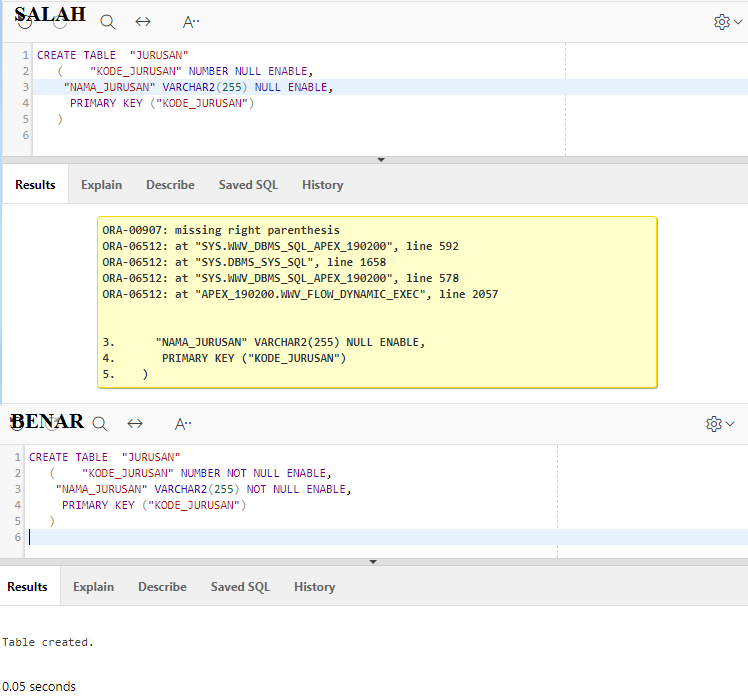 SALAH
A··
1 CREATE TABLE "JURUSAN"
2 ( "KODE_JURUSAN" NUMBER NULL ENABLE,
3 "NAMA_JURUSAN" VARCHAR2(255) NULL ENABLE,
4 PRIMARY KEY ("KODE_JURUSAN")
5 )
6
Results Explain Describe Saved SQL History
ORA-00907: missing right parenthesis
ORA-06512: at "SYS.WWV_DBMS_SQL_APEX_190200", line 592
ORA-06512: at "SYS.DBMS_SYS_SQL", line 1658
ORA-06512: at "SYS.WWV_DBMS_SQL_APEX_190200", line 578
ORA-06512: at "APEX_190200.WWV_FLOW_DYNAMIC_EXEC", line 2057
3. "NAMA_JURUSAN" VARCHAR2(255) NULL ENABLE,
4. PRIMARY KEY ("KODE_JURUSAN")
5. )
BENAR
A··
1 CREATE TABLE "JURUSAN"
2 ( "KODE_JURUSAN" NUMBER NOT NULL ENABLE,
3 "NAMA_JURUSAN" VARCHAR2(255) NOT NULL ENABLE,
4 PRIMARY KEY ("KODE_JURUSAN")
5 )
6
Results Explain Describe Saved SQL History
Table created.
0.05 seconds